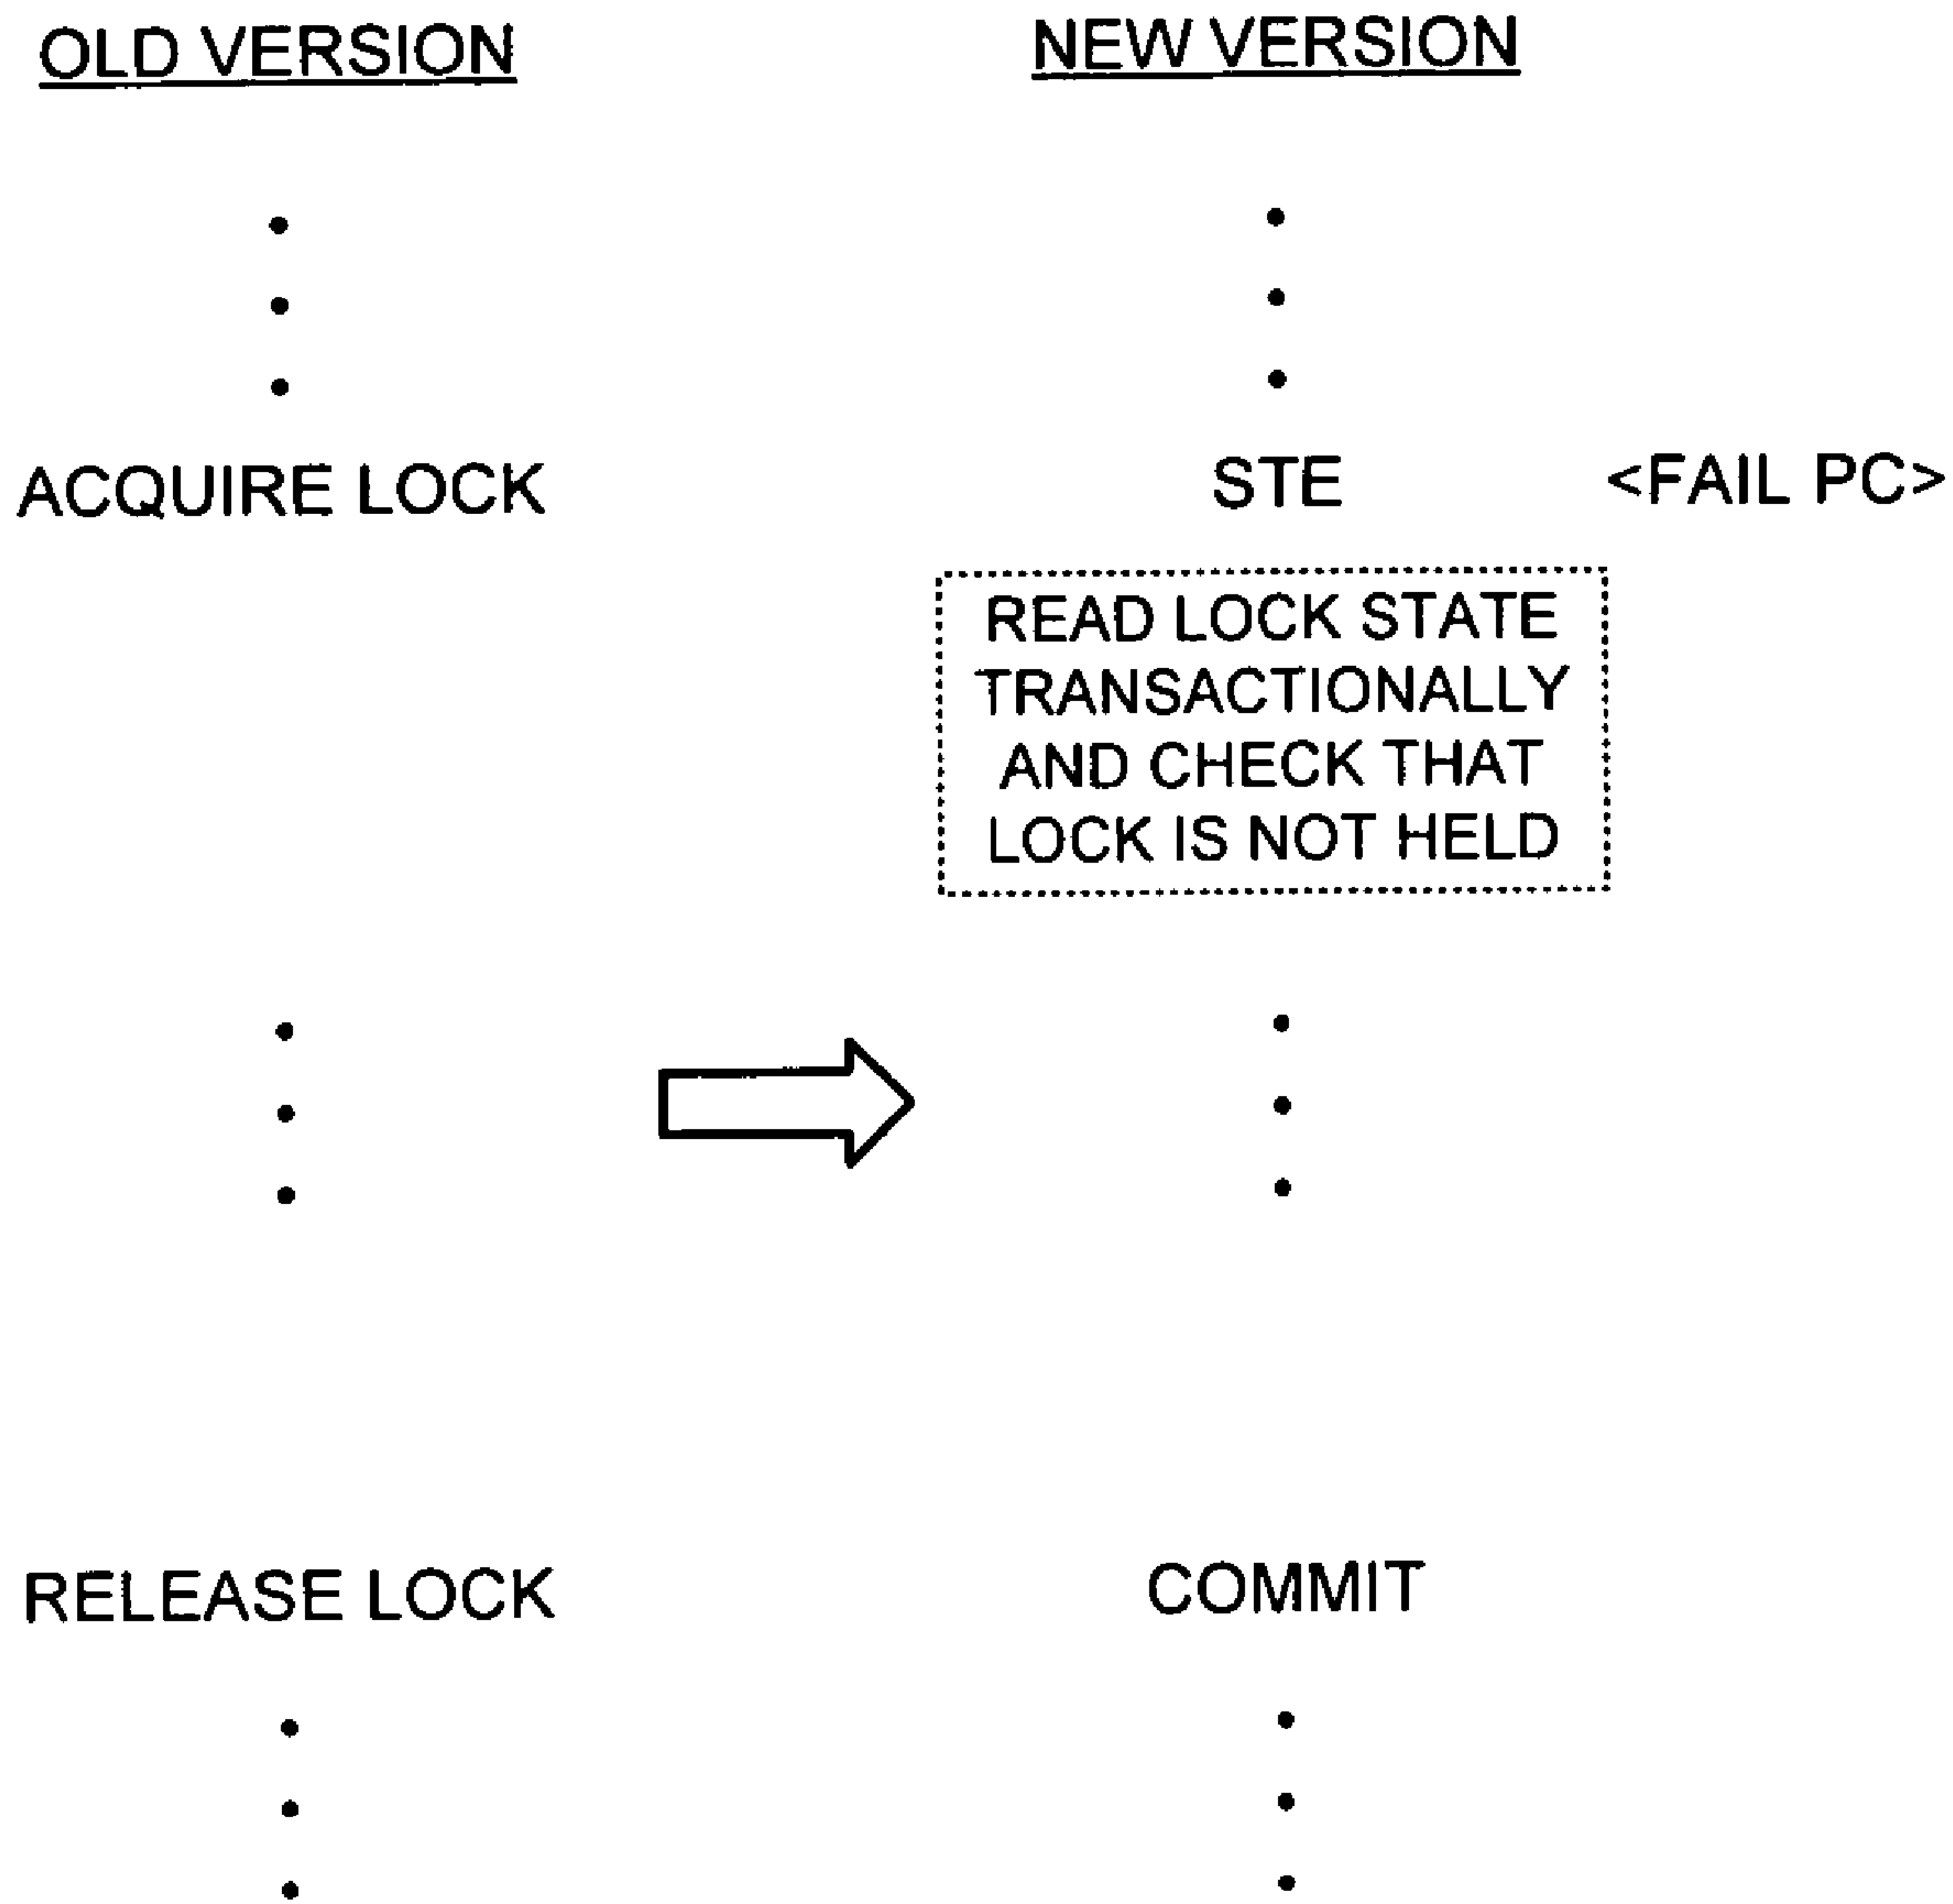 OLD VERSION
NEW VERSION
ACQUIRE LOCK
STE <FAIL PC>
READ LOCK STATE
TRANSACTIONALLY
AND CHECK THAT
LOCK IS NOT HELD
RELEASE LOCK
COMMIT